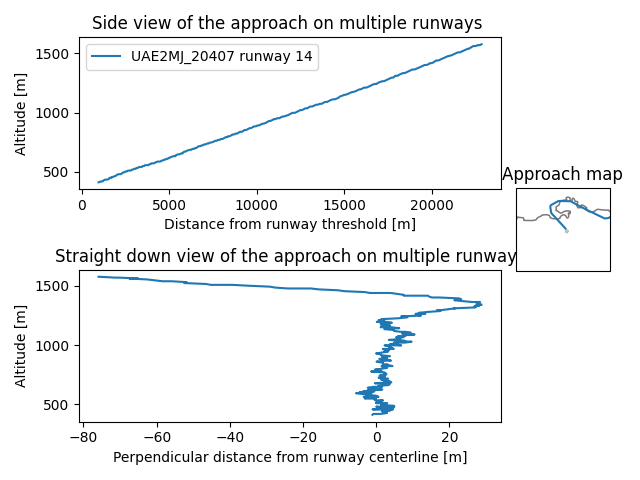 Side view of the approach on multiple runways
1500
1000
500
Altitude [m]
UAE2MJ_20407 runway 14
0 5000 10000 15000 20000
Distance from runway threshold [m]
Approach map
Straight down view of the approach on multiple runway
1500
1000
500
Altitude [m]
−80 −60 −40 −20 0 20
Perpendicular distance from runway centerline [m]